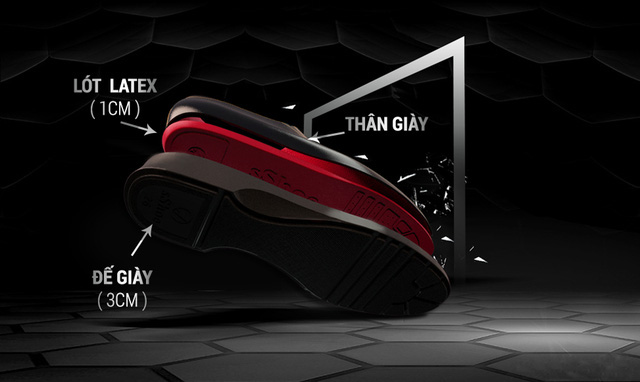 LÓT LATEX
( 1CM )
THÂN GIÀY
ĐẾ GIÀY
( 3CM )